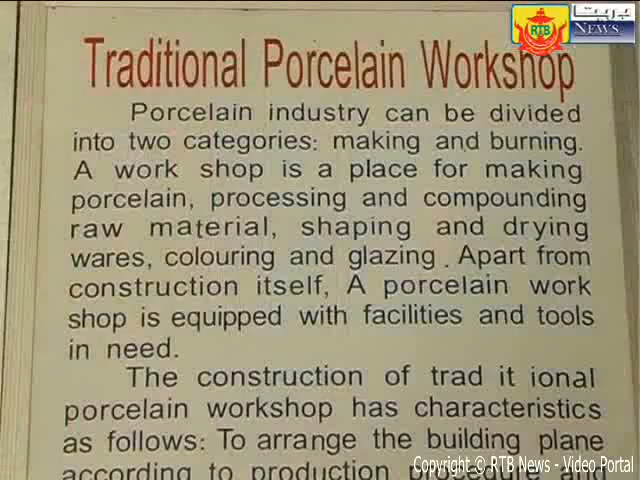 RTB
بريتا
NEWS
Traditional Porcelain Workshop
Porcelain industry can be divided
into two categories: making and burning.
A work shop is a place for making
porcelain, processing and compounding
raw material, shaping and drying
wares, colouring and glazing . Apart from
construction itself, A porcelain work
shop is equipped with facilities and tools
in need.
The construction of trad it ional
porcelain workshop has characteristics
as follows: To arrange the building plane
according to production procedure and
Copyright © RTB News - Video Portal